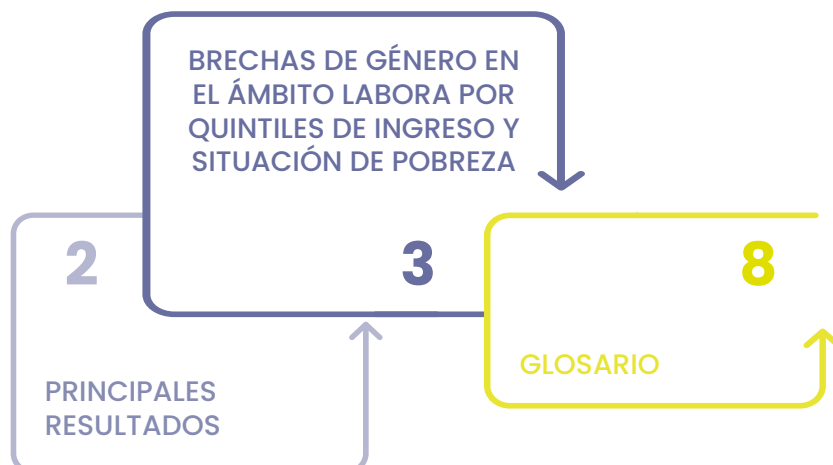 2
PRINCIPALES
RESULTADOS
BRECHAS DE GÉNERO EN
EL ÁMBITO LABORA POR
QUINTILES DE INGRESO Y
SITUACIÓN DE POBREZA
3
8
GLOSARIO